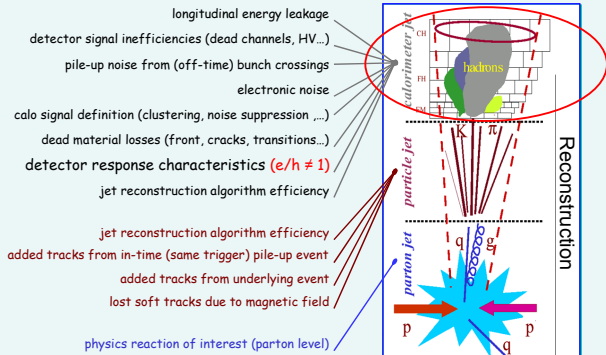 longitudinal energy leakage
detector signal inefficiencies (dead channels, HV...)
pile-up noise from (off-time) bunch crossings
electronic noise
calo signal definition (clustering, noise suppression ,...)
dead material losses (front, cracks, transitions...)
detector response characteristics (e/h ≠ 1)
jet reconstruction algorithm efficiency
jet reconstruction algorithm efficiency
added tracks from in-time (same trigger) pile-up event
added tracks from underlying event
lost soft tracks due to magnetic field
physics reaction of interest (parton level)
calorimeter jet
CH
hadrons
FH
EM
particle jet
K
π
parton jet
q
g
p
p
q
Reconstruction